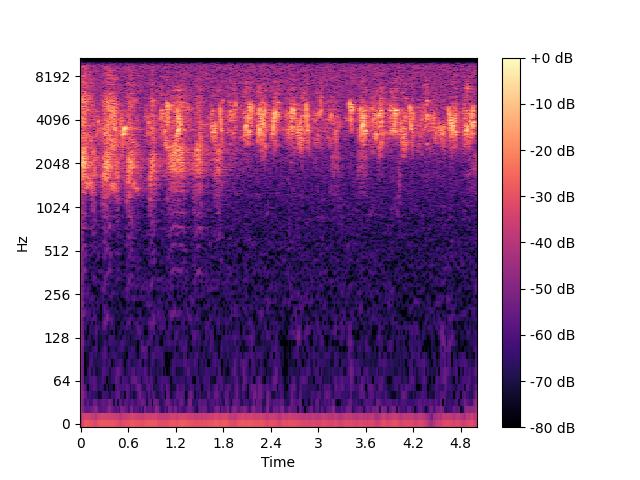 8192
4096
2048
1024
512
256
128
64
0
Hz
0
0.6
1.2
1.8
2.4
3
3.6
4.2
4.8
Time
+0 dB
-10 dB
-20 dB
-30 dB
-40 dB
-50 dB
-60 dB
-70 dB
-80 dB